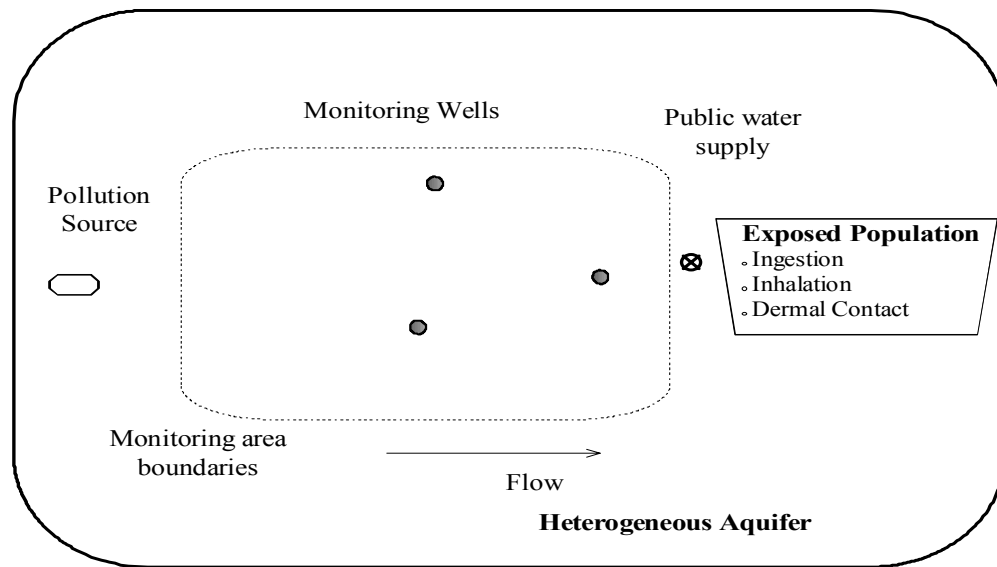 Monitoring Wells
Public water
supply
Pollution
Source
Exposed Population
Ingestion
Inhalation
Dermal Contact
Monitoring area
boundaries
Flow
Heterogeneous Aquifer